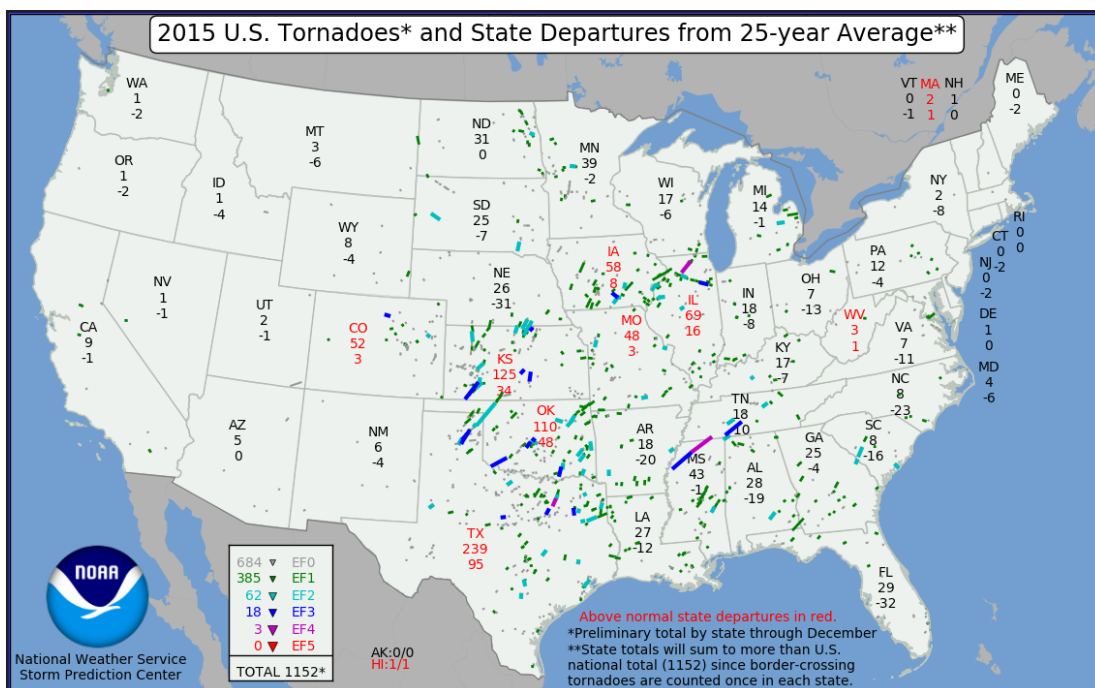 2015 U.S. Tornadoes* and State Departures from 25-year Average**
WA
1
-2
OR
1
-2
ID
1
-4
MT
3
-6
WY
8
-4
NV
1
-1
UT
2
-1
CA
9
-1
AZ
5
0
NM
6
-4
CO
52
3
ND
31
0
SD
25
-7
NE
26
-31
KS
125
34
OK
110
48
TX
239
95
MN
39
-2
IA
58
8
MO
48
3
AR
18
-20
LA
27
-12
WI
17
-6
IL
69
16
MI
14
-1
IN
18
-8
OH
7
-13
KY
17
-7
TN
18
-10
MS
43
-1
AL
28
-19
GA
25
-4
FL
29
-32
SC
8
-16
NC
8
-23
VA
7
-11
WV
3
1
PA
12
-4
NY
2
-8
VT MA NH
0 2 1
-1 1 0
ME
0
-2
RI
0
0
CT
0
-2
NJ
0
-2
DE
1
0
MD
4
-6
684 EF0
385 EF1
62 EF2
18 EF3
3 EF4
0 EF5
TOTAL 1152*
AK:0/0
HI:1/1
NOAA
National Weather Service
Storm Prediction Center
Above normal state departures in red.
*Preliminary total by state through December
**State totals will sum to more than U.S.
national total (1152) since border-crossing
tornadoes are counted once in each state.